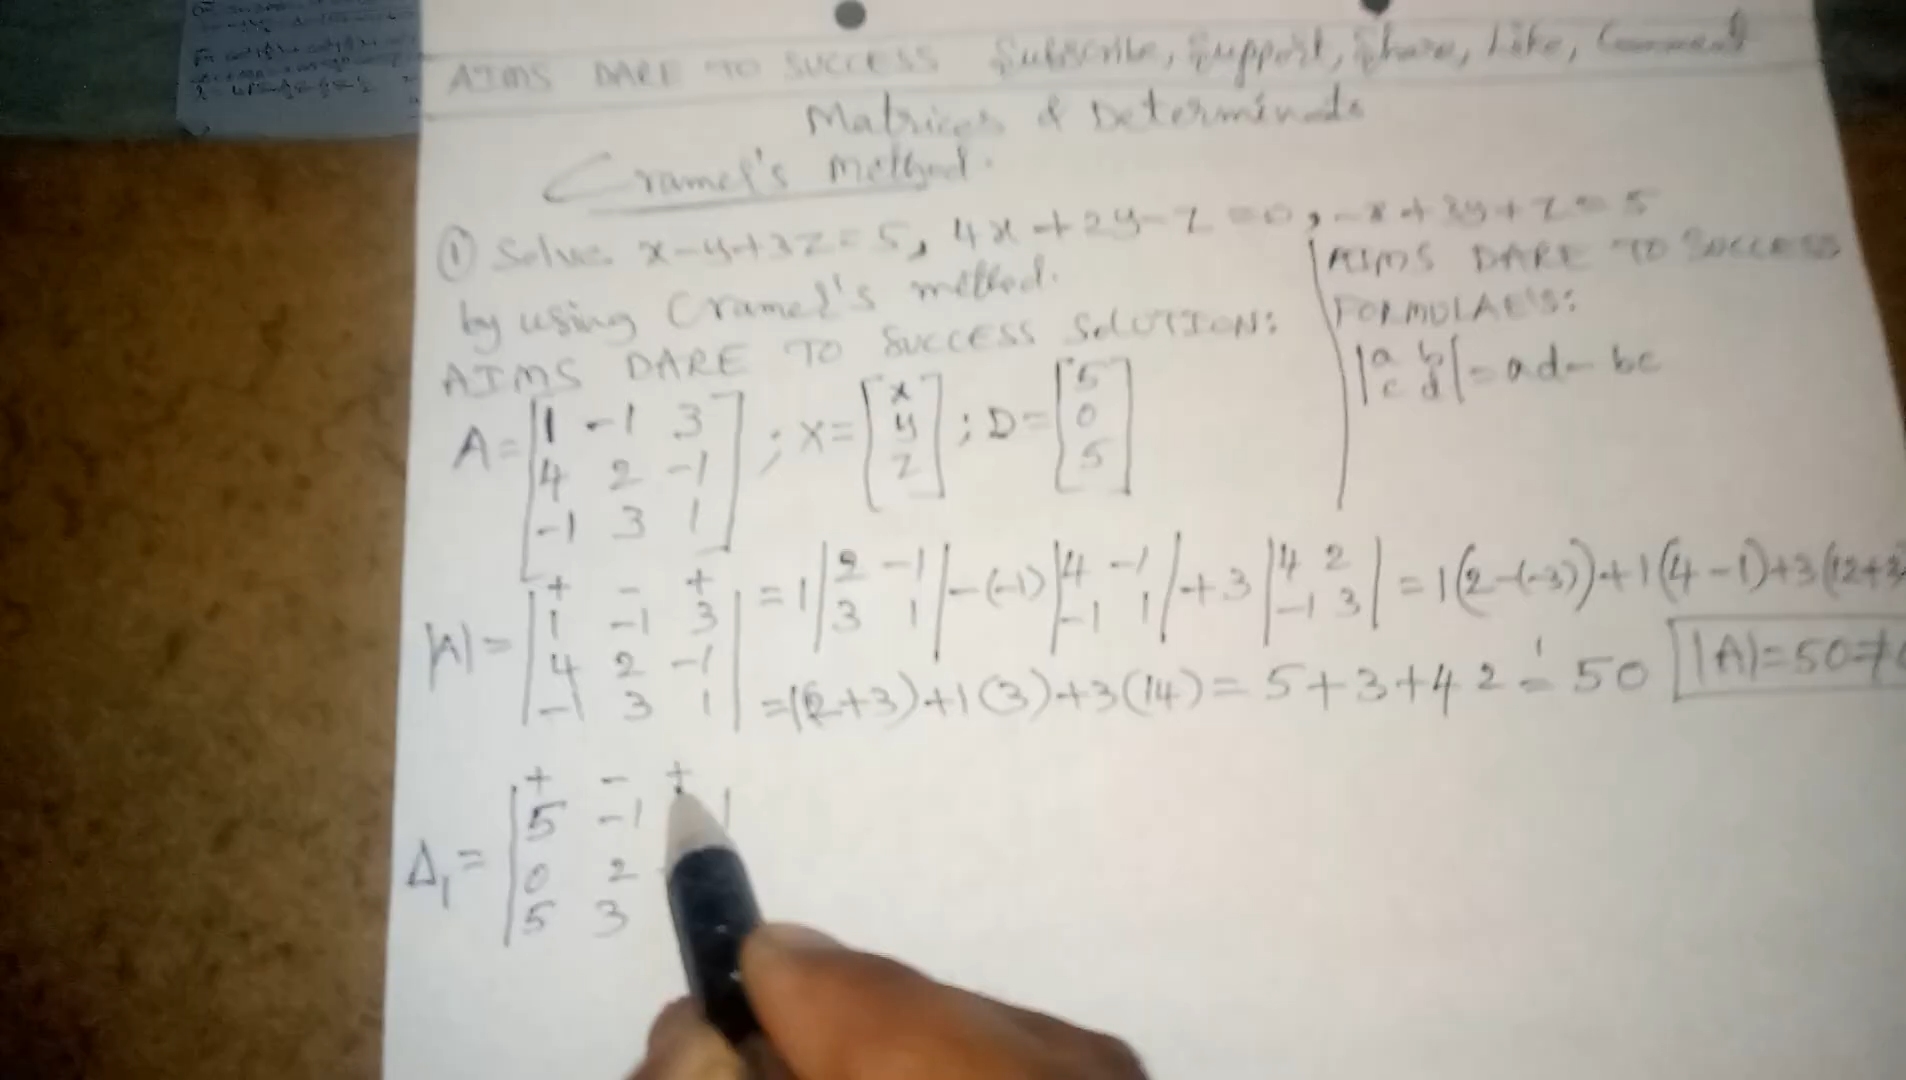 AIMS DARE TO SUCCESS Subscribe, Support, Share, Like, Comment
Matrices & Determinants
Cramer's method.
① Solve x-y+3z=5, 4x+2y-z=0, -x+3y+z=5
by using Cramer's method.
AIMS DARE TO SUCCESS
FORMULAE'S:
|a b| = ad-bc
|c d|
AIMS DARE TO SUCCESS SOLUTION:
A = [1 -1 3] ; X = [x] ; D = [5]
[4 2 -1] [y] [0]
[-1 3 1] [z] [5]
+ - +
|A| = |1 -1 3| = 1|2 -1| -(-1)|4 -1| +3|4 2| = 1(2-(-3))+1(4-1)+3(12+2
|4 2 -1| |3 1| |-1 1| |-1 3|
|-1 3 1| = 1(2+3)+1(3)+3(14) = 5+3+42 = 50 |A|=50≠0
+ - +
Δ₁ = |5 -1
|0 2
|5 3